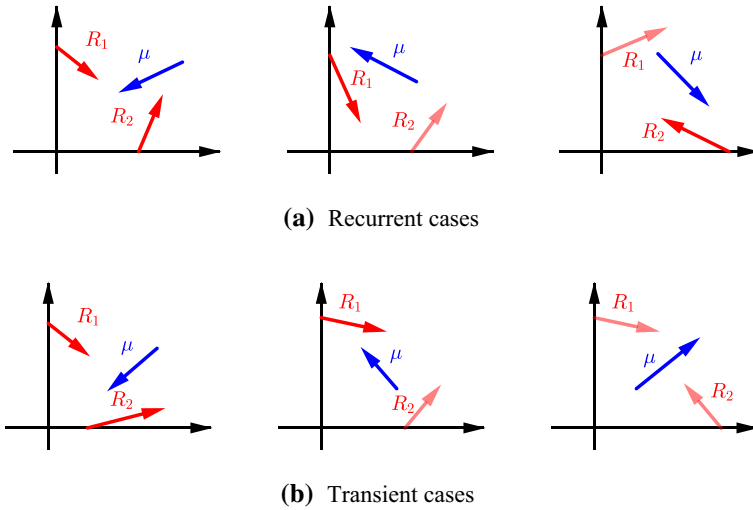 R₁ μ R₂
μ R₁ R₂
R₁ μ R₂
(a) Recurrent cases
R₁ μ R₂
R₁ μ R₂
R₁ μ R₂
(b) Transient cases